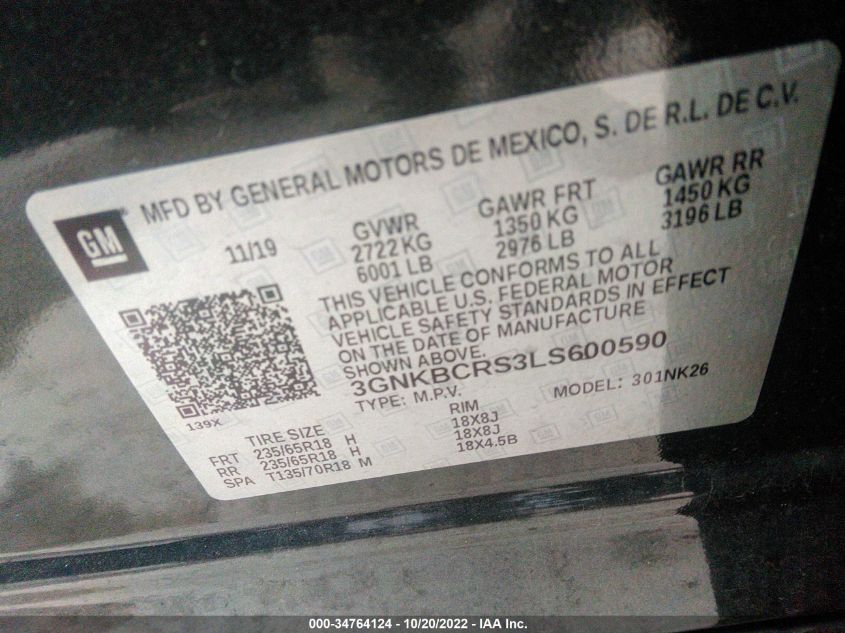 MFD BY GENERAL MOTORS DE MEXICO, S. DE R.L. DE C.V.
GM
11/19
GVWR
2722 KG
6001 LB
GAWR FRT
1350 KG
2976 LB
GAWR RR
1450 KG
3196 LB
THIS VEHICLE CONFORMS TO ALL
APPLICABLE U.S. FEDERAL MOTOR
VEHICLE SAFETY STANDARDS IN EFFECT
ON THE DATE OF MANUFACTURE
SHOWN ABOVE.
3GNKBCRS3LS600590
TYPE: M.P.V. MODEL: 301NK26
139X
TIRE SIZE RIM
FRT 235/65R18 H 18X8J
RR 235/65R18 H 18X8J
SPA T135/70R18 M 18X4.5B
000-34764124 - 10/20/2022 - IAA Inc.